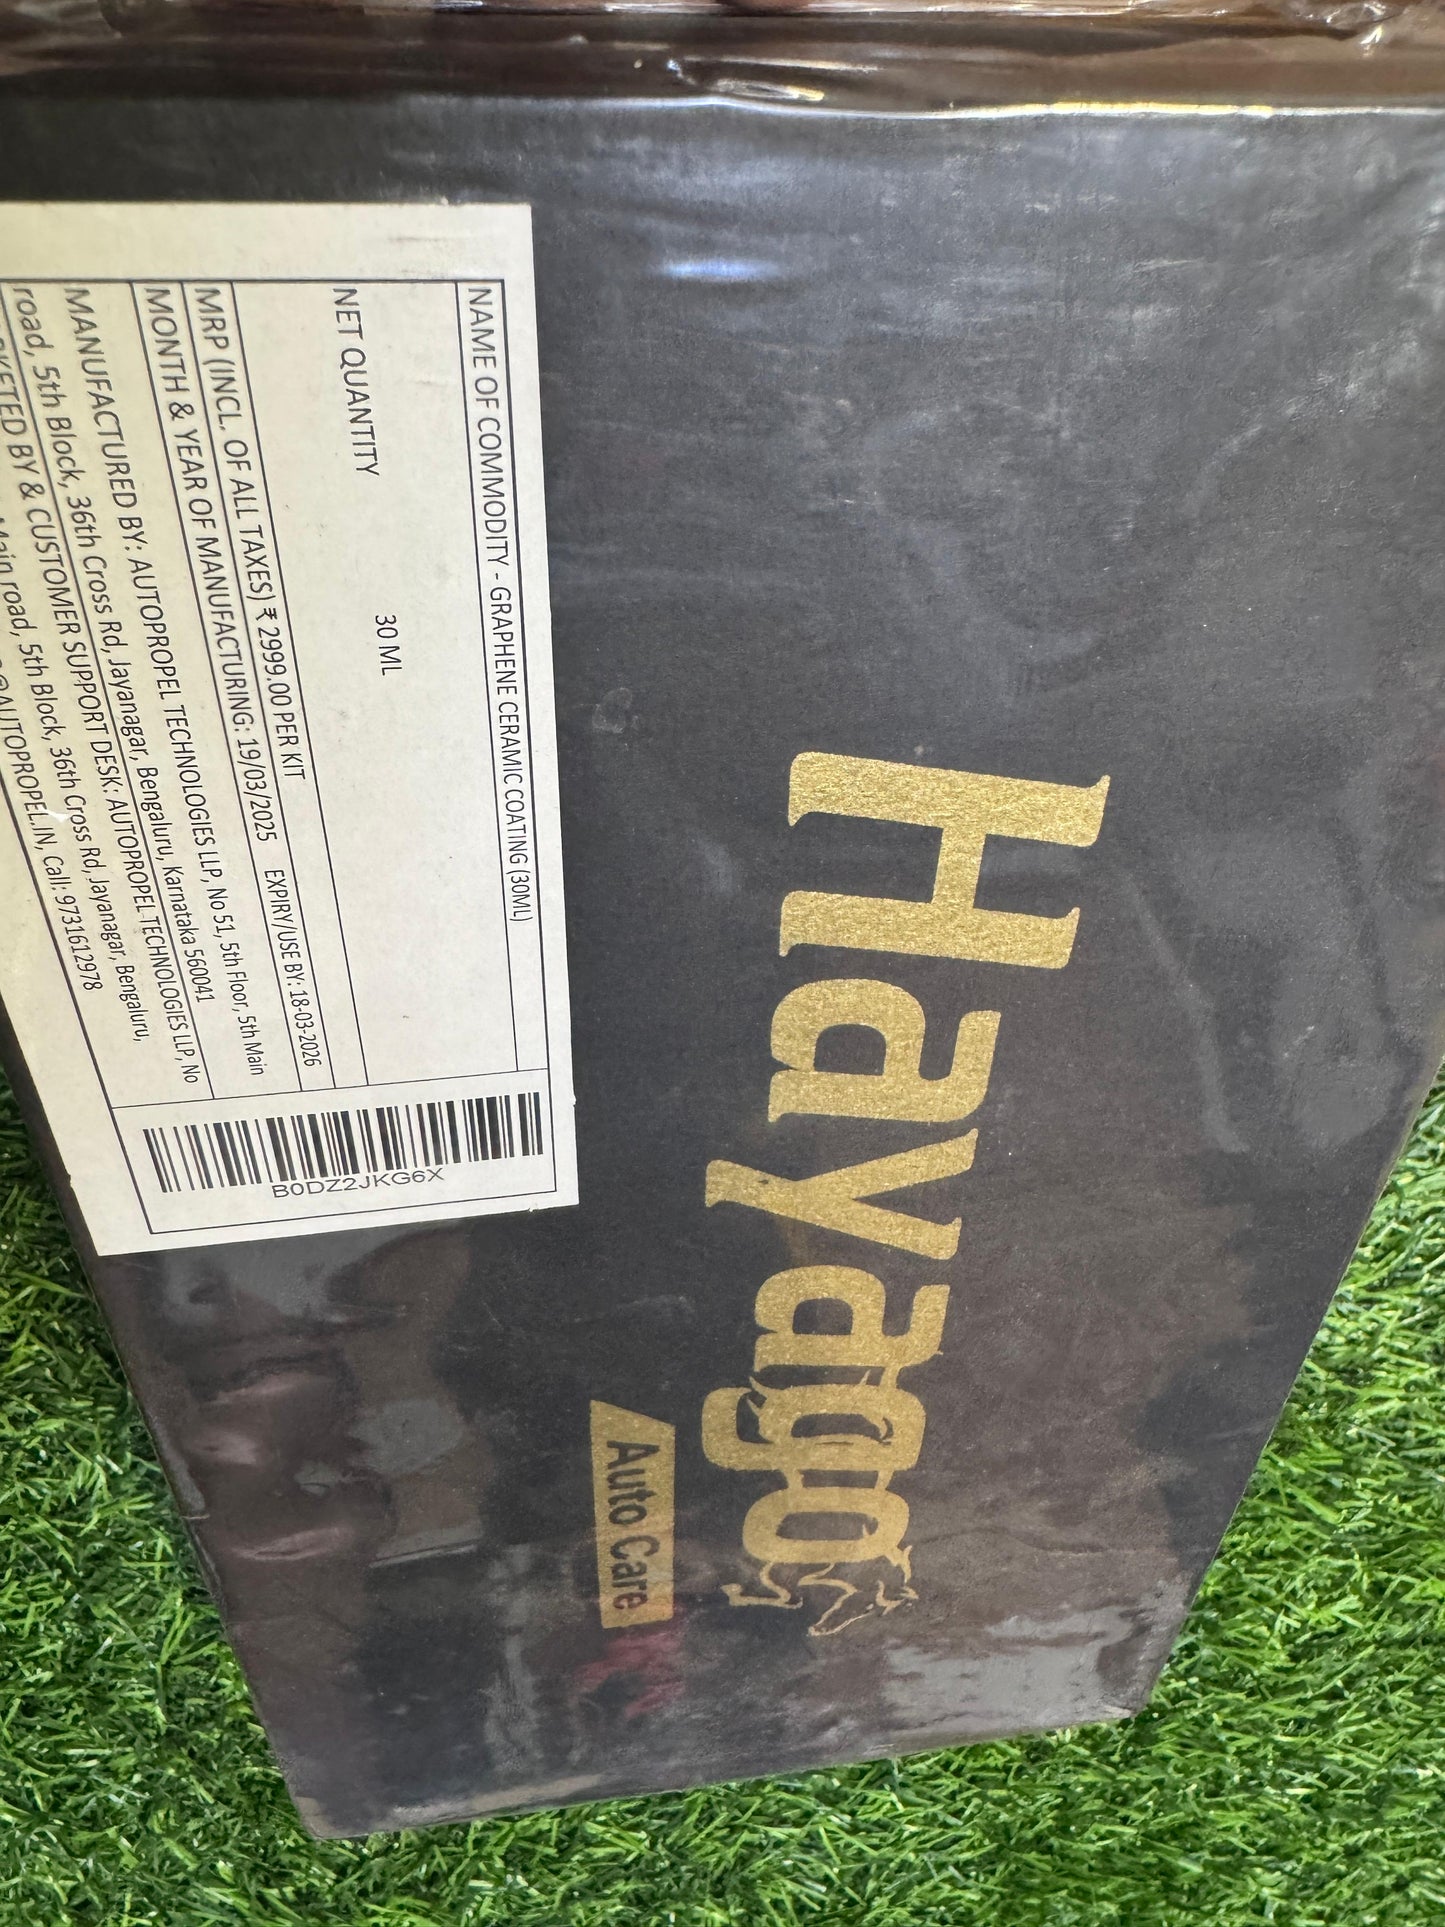 NAME OF COMMODITY - GRAPHENE CERAMIC COATING (30ML)
NET QUANTITY 30 ML
MRP (INCL. OF ALL TAXES) ₹ 2999.00 PER KIT
MONTH & YEAR OF MANUFACTURING: 19/03/2025 EXPIRY/USE BY: 18-03-2026
MANUFACTURED BY: AUTOPROPEL TECHNOLOGIES LLP, No 51, 5th Floor, 5th Main
road, 5th Block, 36th Cross Rd, Jayanagar, Bengaluru, Karnataka 560041
BY & CUSTOMER SUPPORT DESK: AUTOPROPEL TECHNOLOGIES LLP, No
road, 5th Block, 36th Cross Rd, Jayanagar, Bengaluru,
@AUTOPROPEL.IN, Call: 9731612978
B0DZ2JKG6X
Hayago
Auto Care